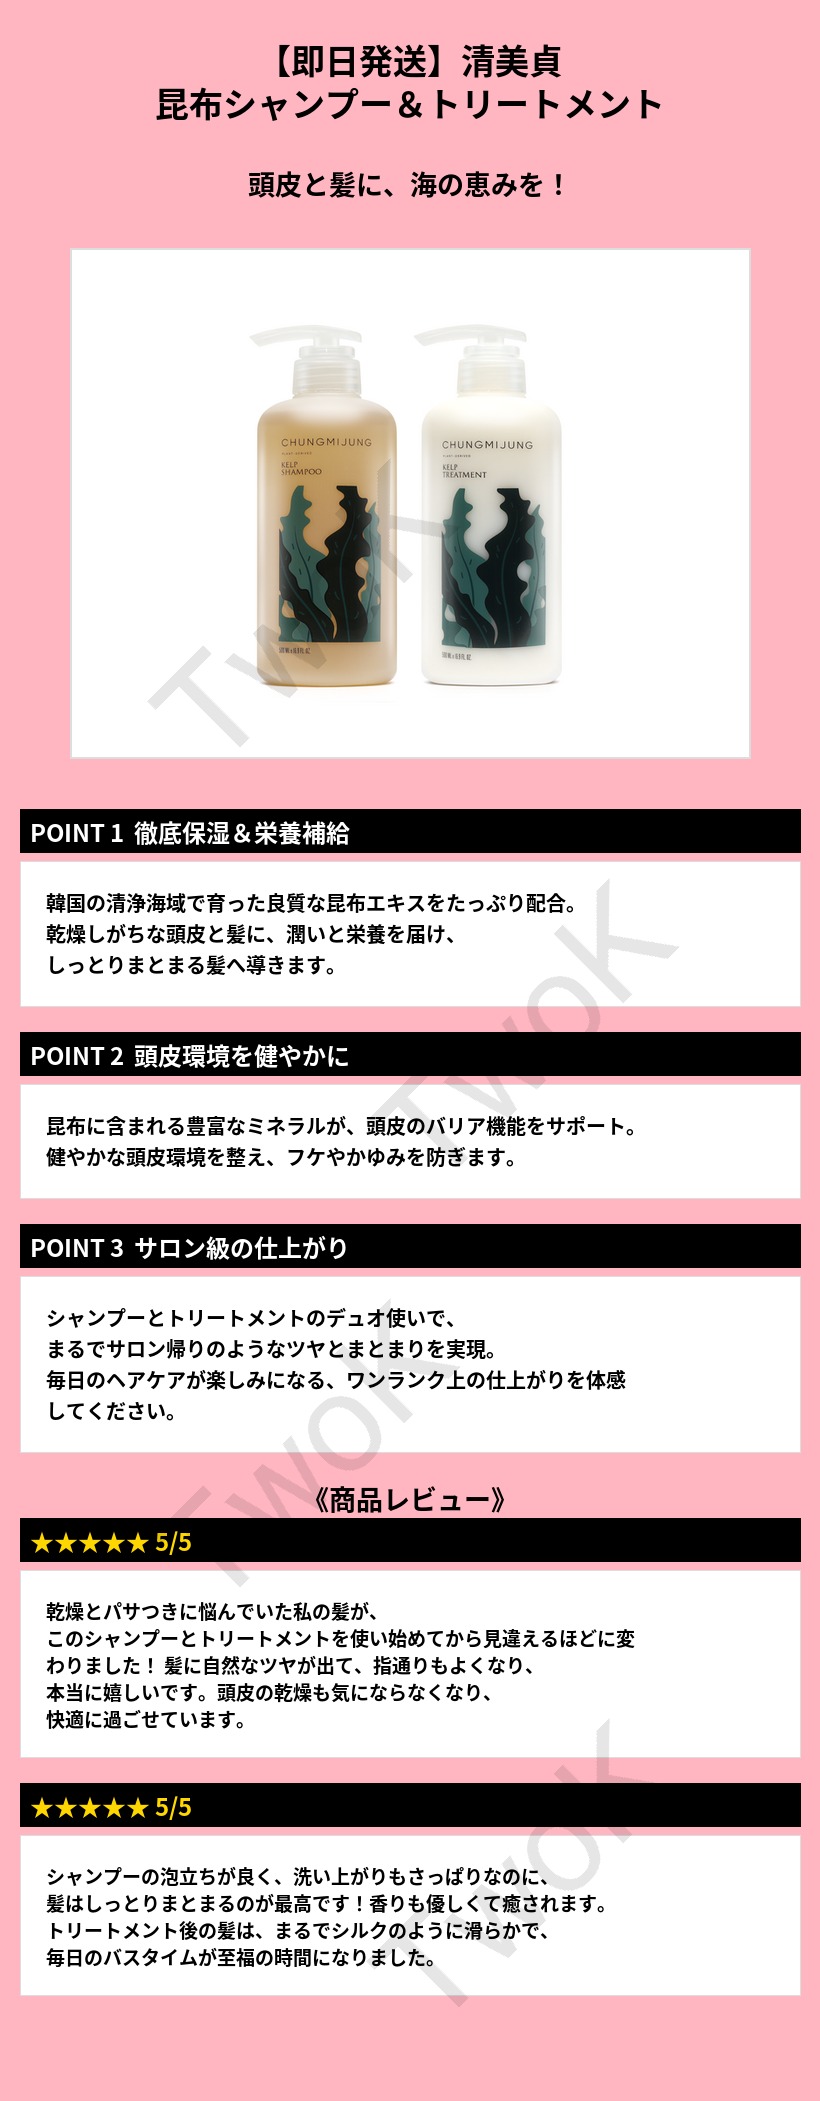 【即日発送】清美貞
昆布シャンプー＆トリートメント
頭皮と髪に、海の恵みを！
CHUNGMIJUNG
KELP
SHAMPOO
CHUNGMIJUNG
KELP
TREATMENT
TwoK
POINT 1 徹底保湿＆栄養補給
韓国の清浄海域で育った良質な昆布エキスをたっぷり配合。
乾燥しがちな頭皮と髪に、潤いと栄養を届け、
しっとりまとまる髪へ導きます。
TwoK
POINT 2 頭皮環境を健やかに
昆布に含まれる豊富なミネラルが、頭皮のバリア機能をサポート。
健やかな頭皮環境を整え、フケやかゆみを防ぎます。
POINT 3 サロン級の仕上がり
シャンプーとトリートメントのデュオ使いで、
まるでサロン帰りのようなツヤとまとまりを実現。
毎日のヘアケアが楽しみになる、ワンランク上の仕上がりを体感
してください。
TwoK
《商品レビュー》
★★★★★ 5/5
乾燥とパサつきに悩んでいた私の髪が、
このシャンプーとトリートメントを使い始めてから見違えるほどに変
わりました！ 髪に自然なツヤが出て、指通りもよくなり、
本当に嬉しいです。頭皮の乾燥も気にならなくなり、
快適に過ごせています。
★★★★★ 5/5
シャンプーの泡立ちが良く、洗い上がりもさっぱりなのに、
髪はしっとりまとまるのが最高です！香りも優しくて癒されます。
トリートメント後の髪は、まるでシルクのように滑らかで、
毎日のバスタイムが至福の時間になりました。
TwoK